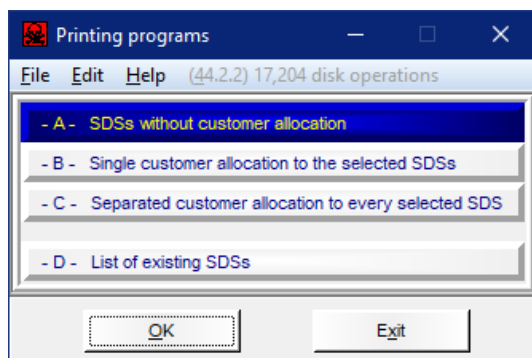 Printing programs
File Edit Help (44.2.2) 17,204 disk operations
- A - SDSs without customer allocation
- B - Single customer allocation to the selected SDSs
- C - Separated customer allocation to every selected SDS
- D - List of existing SDSs
OK Exit